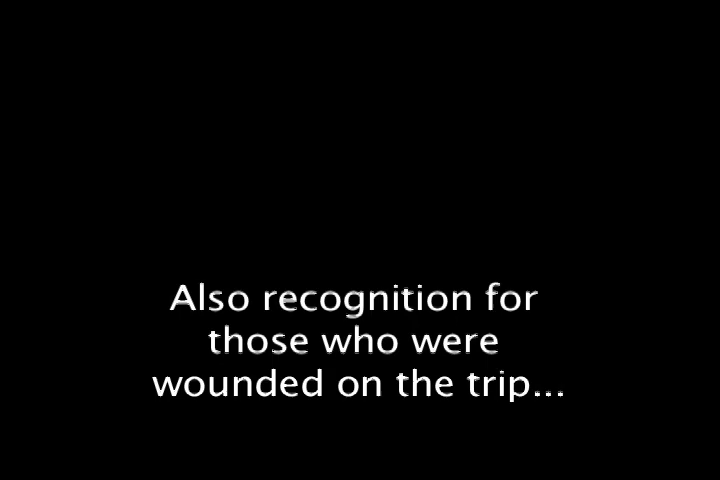 Also recognition for
those who were
wounded on the trip...